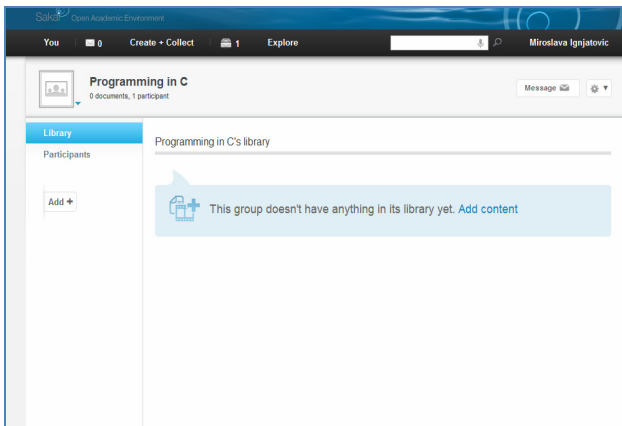 Sakai Open Academic Environment
You 0 Create + Collect 1 Explore Miroslava Ignjatovic
Programming in C
0 documents, 1 participant
Message
Library
Participants
Add +
Programming in C's library
This group doesn't have anything in its library yet. Add content